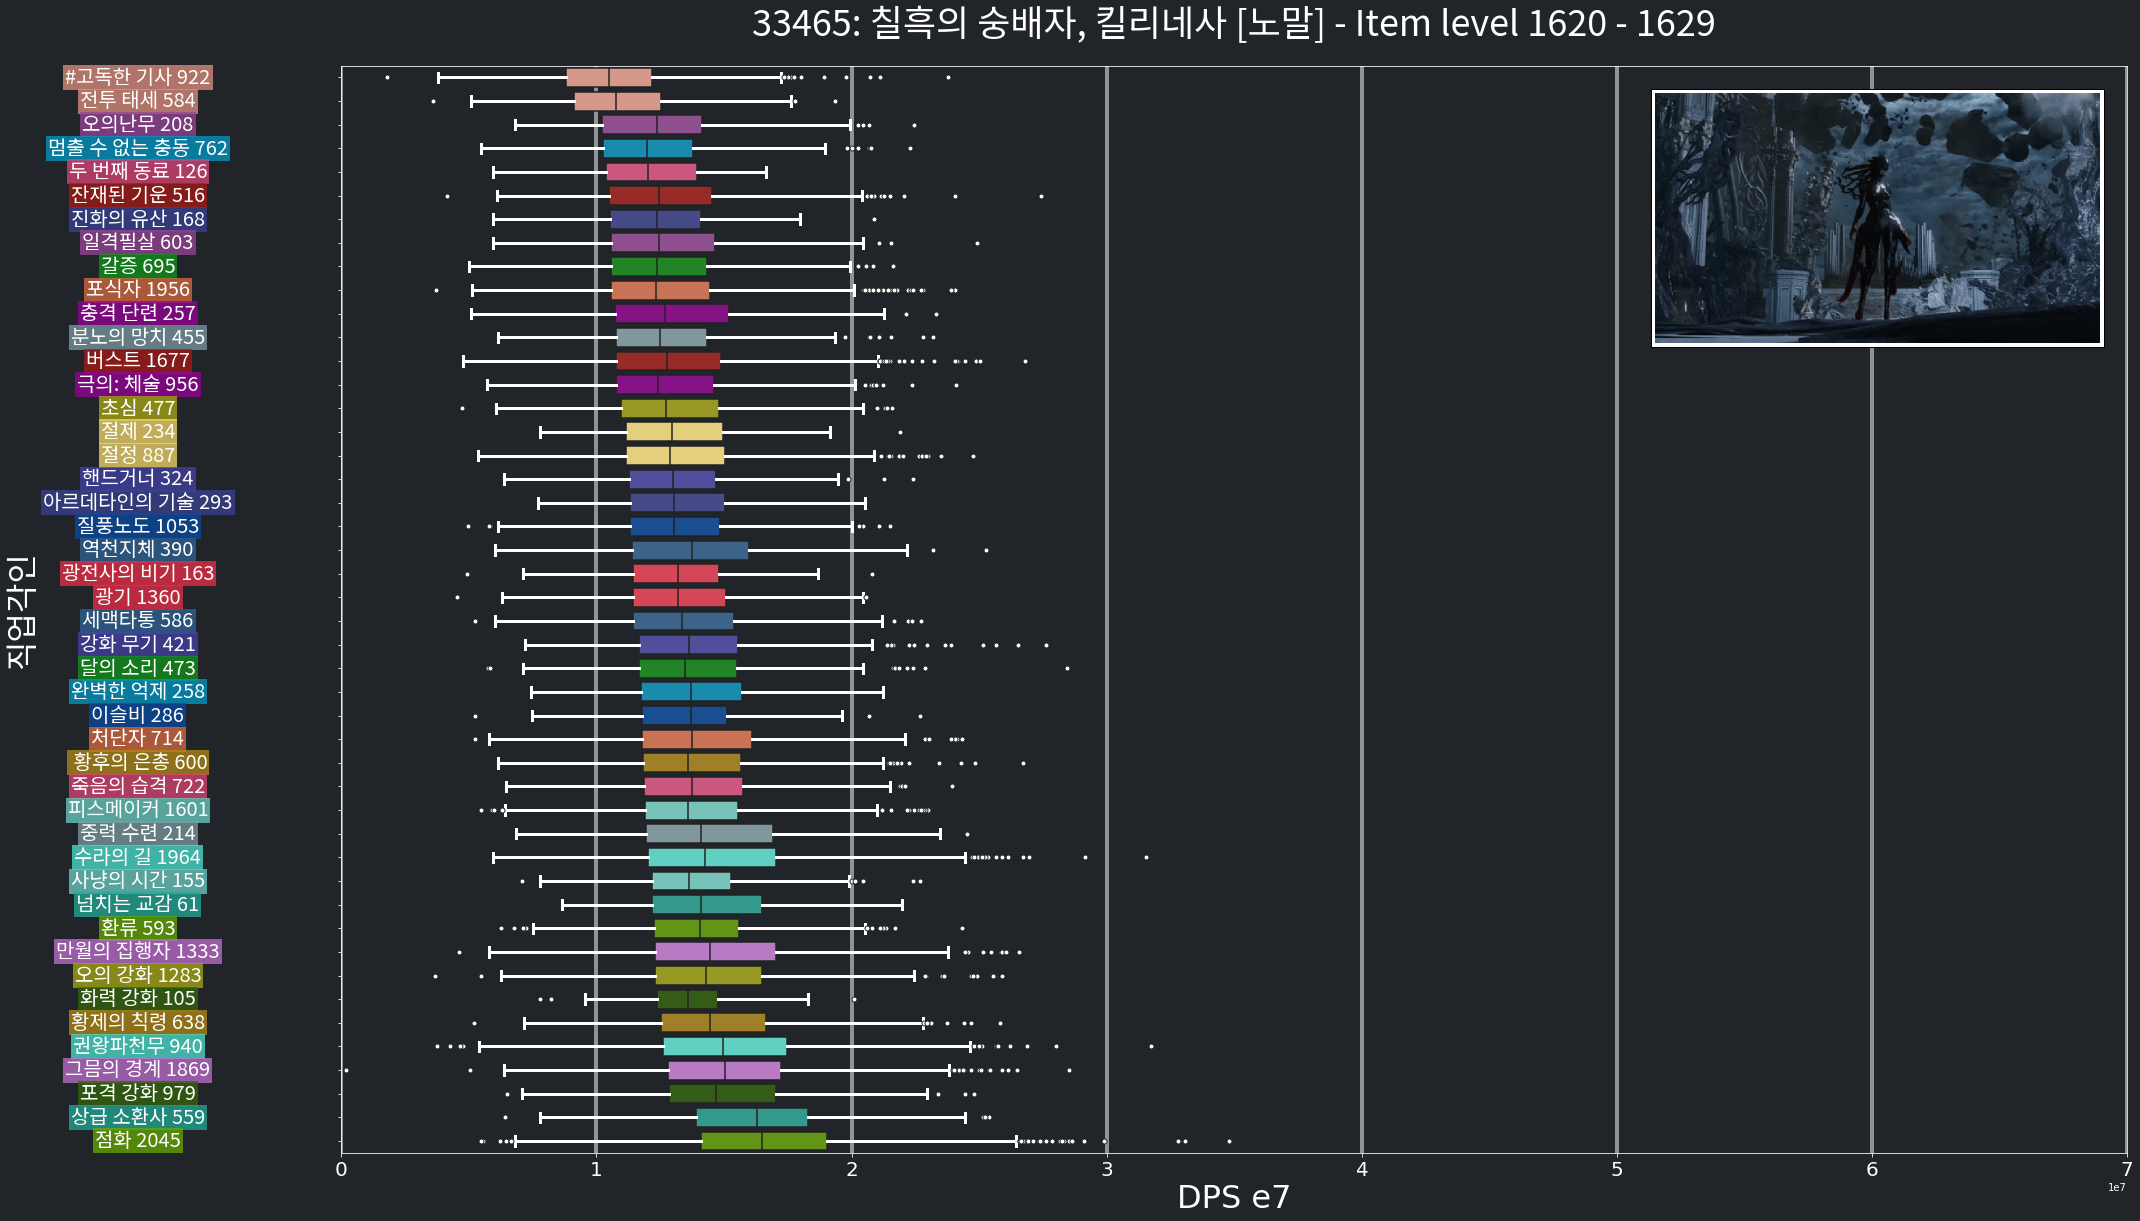 33465: 칠흑의 숭배자, 킬리네사 [노말] - Item level 1620 - 1629
#고독한 기사 922
전투 태세 584
오의난무 208
멈출 수 없는 충동 762
두 번째 동료 126
잔재된 기운 516
진화의 유산 168
일격필살 603
갈증 695
포식자 1956
충격 단련 257
분노의 망치 455
버스트 1677
극의: 체술 956
초심 477
절제 234
절정 887
핸드거너 324
아르데타인의 기술 293
질풍노도 1053
역천지체 390
광전사의 비기 163
광기 1360
세맥타통 586
강화 무기 421
달의 소리 473
완벽한 억제 258
이슬비 286
처단자 714
황후의 은총 600
죽음의 습격 722
피스메이커 1601
중력 수련 214
수라의 길 1964
사냥의 시간 155
넘치는 교감 61
환류 593
만월의 집행자 1333
오의 강화 1283
화력 강화 105
황제의 칙령 638
권왕파천무 940
그믐의 경계 1869
포격 강화 979
상급 소환사 559
점화 2045
직업각인
0 1 2 3 4 5 6 7
DPS e7
1e7